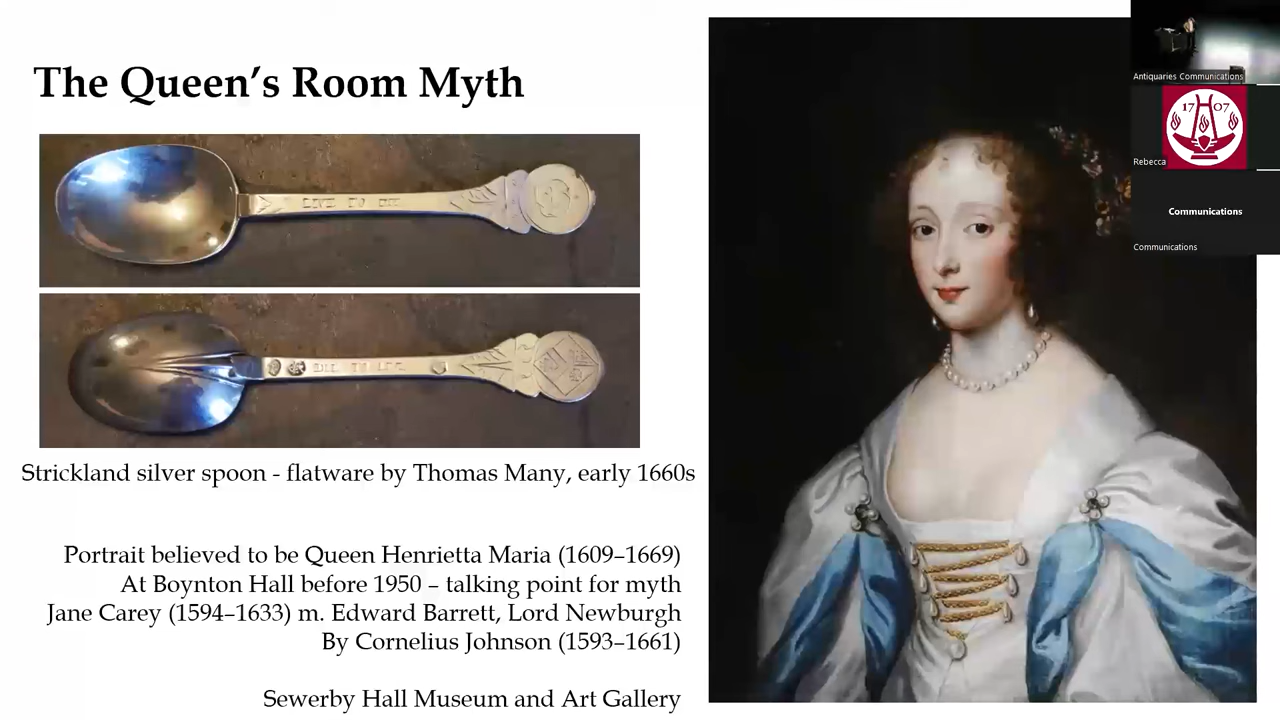 The Queen's Room Myth
Strickland silver spoon - flatware by Thomas Many, early 1660s
Portrait believed to be Queen Henrietta Maria (1609–1669)
At Boynton Hall before 1950 – talking point for myth
Jane Carey (1594–1633) m. Edward Barrett, Lord Newburgh
By Cornelius Johnson (1593–1661)
Sewerby Hall Museum and Art Gallery
Antiquaries Communications
17 07
Rebecca
Communications
Communications